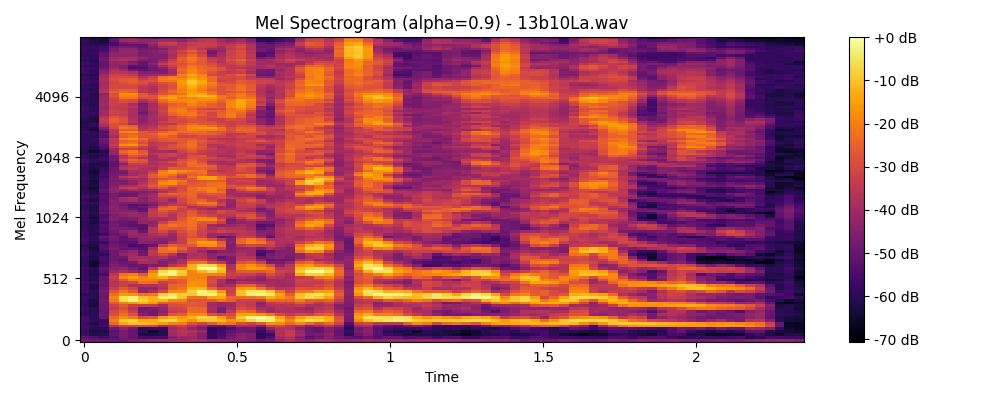 Mel Spectrogram (alpha=0.9) - 13b10La.wav
Mel Frequency
4096
2048
1024
512
0
0
0.5
1
1.5
2
Time
+0 dB
-10 dB
-20 dB
-30 dB
-40 dB
-50 dB
-60 dB
-70 dB